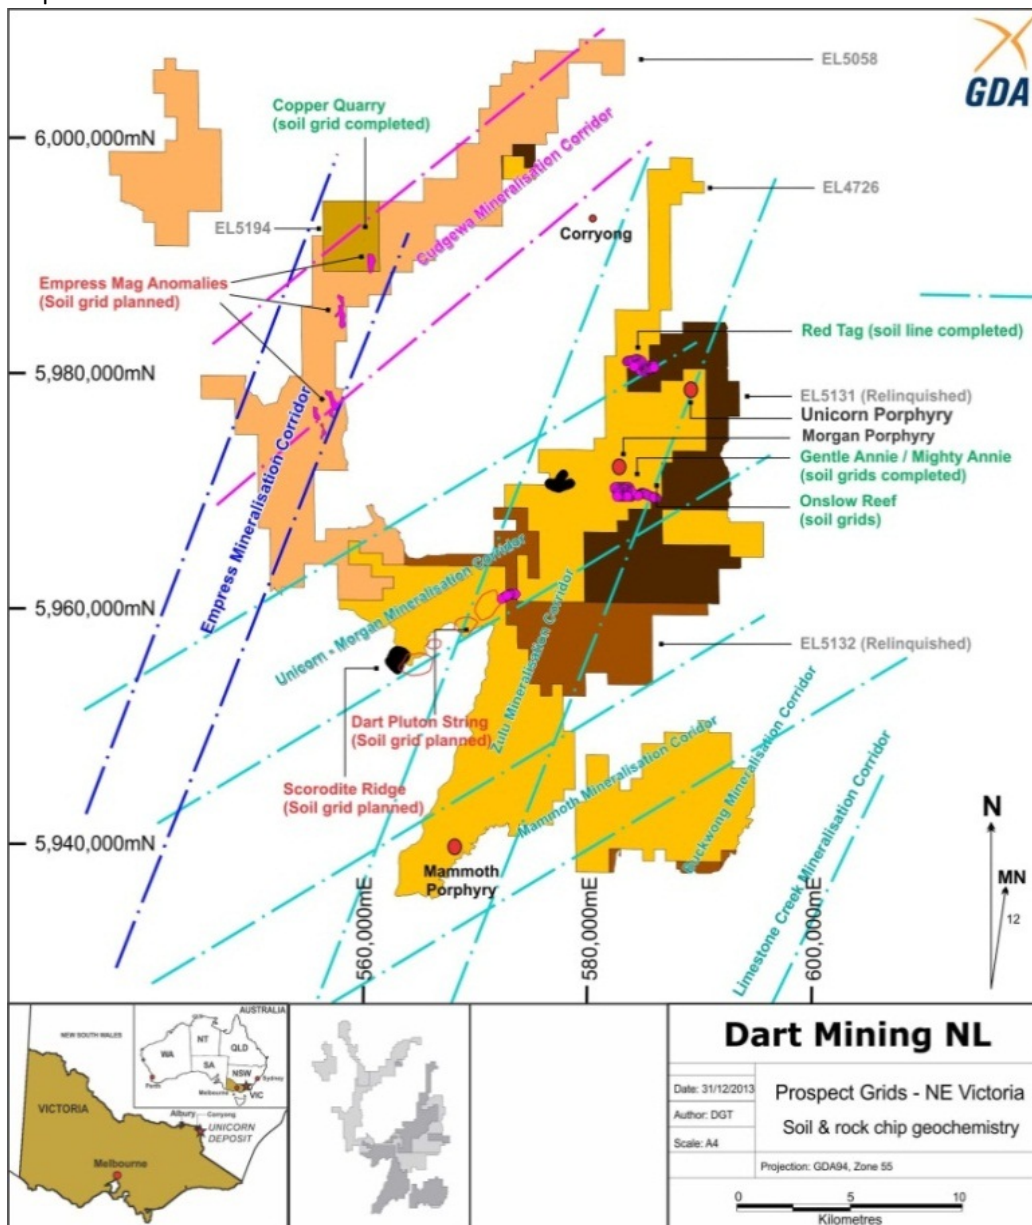 EL5058
GDA
Copper Quarry
(soil grid completed)
6,000,000mN
EL4726
EL5194
Cudgewa Mineralisation Corridor
Corryong
Empress Mag Anomalies
(Soil grid planned)
Red Tag (soil line completed)
5,980,000mN
EL5131 (Relinquished)
Unicorn Porphyry
Morgan Porphyry
Gentle Annie / Mighty Annie
(soil grids completed)
Onslow Reef
(soil grids)
Empress Mineralisation Corridor
Unicorn - Morgan Mineralisation Corridor
5,960,000mN
Zulu Mineralisation Corridor
EL5132 (Relinquished)
Dart Pluton String
(Soil grid planned)
Scorodite Ridge
(Soil grid planned)
Mammoth Mineralisation Coridor
Buckwong Mineralisation Corridor
Limestone Creek Mineralisation Corridor
5,940,000mN
Mammoth
Porphyry
560,000mE
580,000mE
600,000mE
N
MN
12
NEW SOUTH WALES
AUSTRALIA
WA
NT
QLD
SA
NSW
VIC
Perth
Sydney
Melbourne
VICTORIA
Albury
Corryong
UNICORN
DEPOSIT
Melbourne
Dart Mining NL
Date: 31/12/2013
Author: DGT
Scale: A4
Prospect Grids - NE Victoria
Soil & rock chip geochemistry
Projection: GDA94, Zone 55
0 5 10
Kilometres